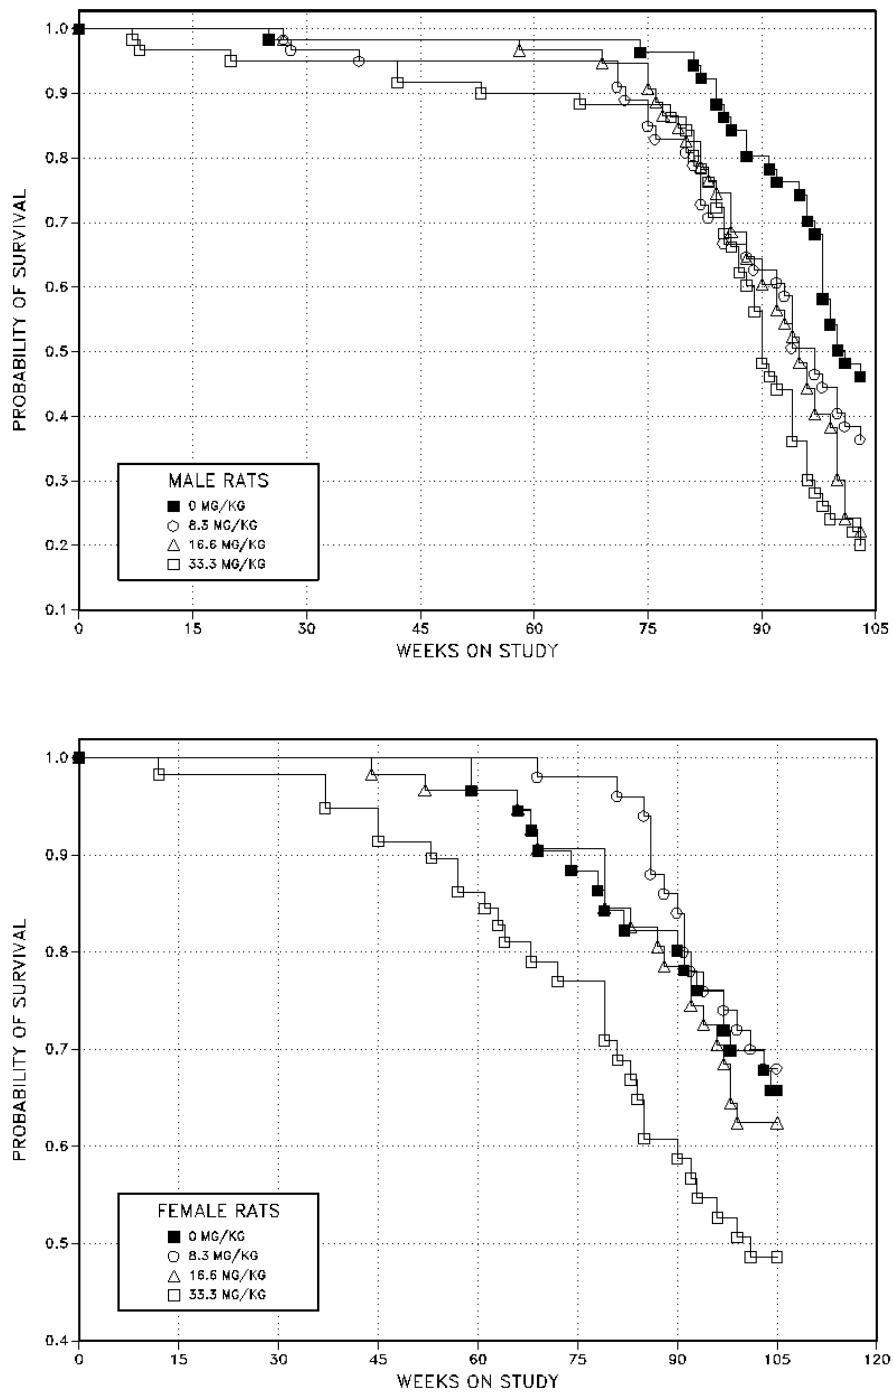 1.0
0.9
0.8
0.7
0.6
0.5
0.4
0.3
0.2
0.1
PROBABILITY OF SURVIVAL
MALE RATS
0 MG/KG
8.3 MG/KG
16.6 MG/KG
33.3 MG/KG
0 15 30 45 60 75 90 105
WEEKS ON STUDY
1.0
0.9
0.8
0.7
0.6
0.5
0.4
PROBABILITY OF SURVIVAL
FEMALE RATS
0 MG/KG
8.3 MG/KG
16.6 MG/KG
33.3 MG/KG
0 15 30 45 60 75 90 105 120
WEEKS ON STUDY